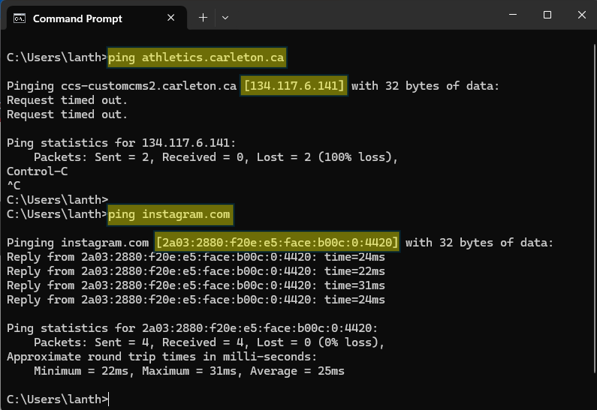 Command Prompt
C:\Users\lanth>ping athletics.carleton.ca
Pinging ccs-customcms2.carleton.ca [134.117.6.141] with 32 bytes of data:
Request timed out.
Request timed out.
Ping statistics for 134.117.6.141:
Packets: Sent = 2, Received = 0, Lost = 2 (100% loss),
Control-C
^C
C:\Users\lanth>
C:\Users\lanth>ping instagram.com
Pinging instagram.com [2a03:2880:f20e:e5:face:b00c:0:4420] with 32 bytes of data:
Reply from 2a03:2880:f20e:e5:face:b00c:0:4420: time=24ms
Reply from 2a03:2880:f20e:e5:face:b00c:0:4420: time=22ms
Reply from 2a03:2880:f20e:e5:face:b00c:0:4420: time=31ms
Reply from 2a03:2880:f20e:e5:face:b00c:0:4420: time=24ms
Ping statistics for 2a03:2880:f20e:e5:face:b00c:0:4420:
Packets: Sent = 4, Received = 4, Lost = 0 (0% loss),
Approximate round trip times in milli-seconds:
Minimum = 22ms, Maximum = 31ms, Average = 25ms
C:\Users\lanth>